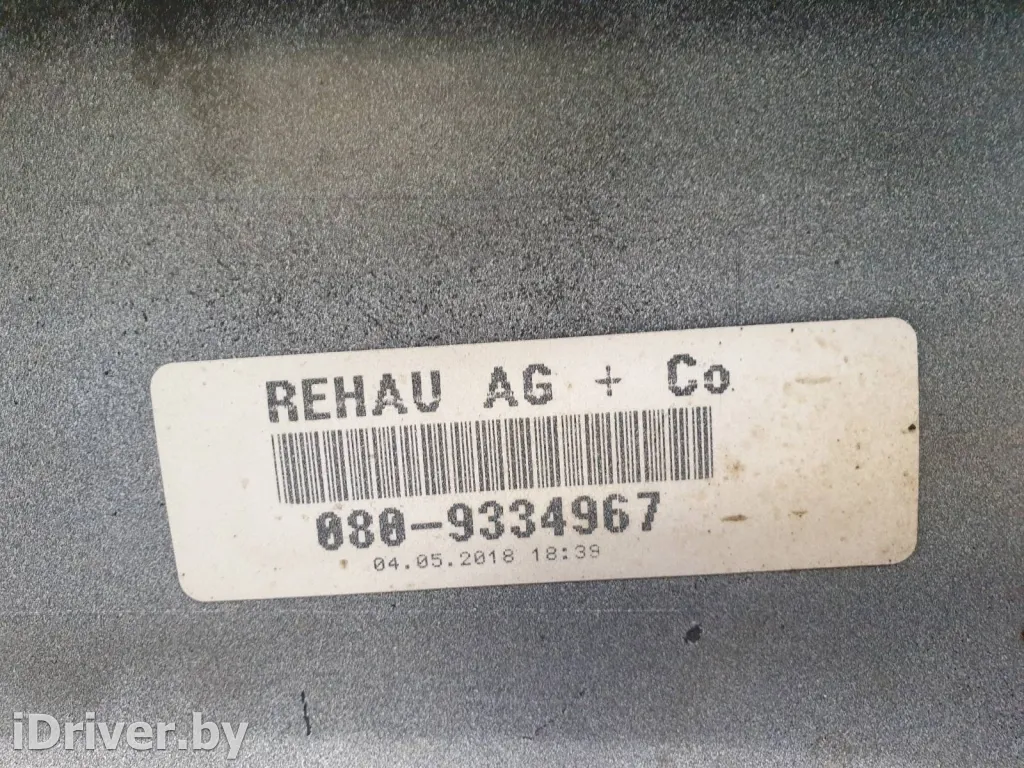 REHAU AG + Co
080-9334967
04.05.2018 18:39
iDriver.by